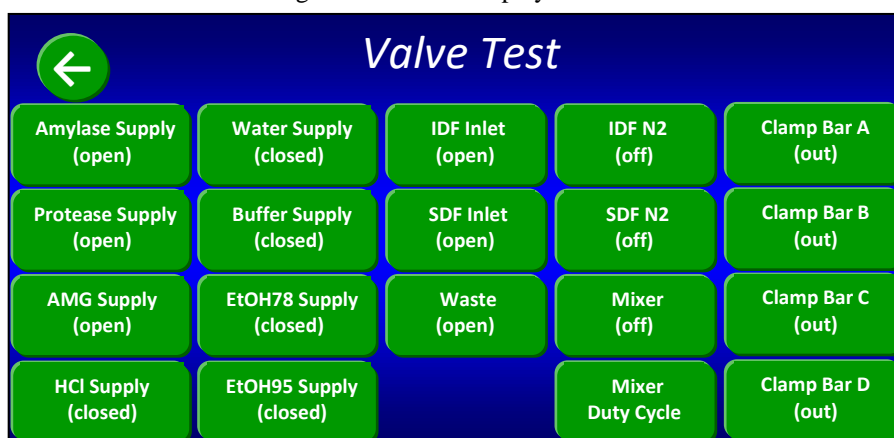 Valve Test
Amylase Supply
(open)
Water Supply
(closed)
IDF Inlet
(open)
IDF N2
(off)
Clamp Bar A
(out)
Protease Supply
(open)
Buffer Supply
(closed)
SDF Inlet
(open)
SDF N2
(off)
Clamp Bar B
(out)
AMG Supply
(open)
EtOH78 Supply
(closed)
Waste
(open)
Mixer
(off)
Clamp Bar C
(out)
HCl Supply
(closed)
EtOH95 Supply
(closed)
Mixer
Duty Cycle
Clamp Bar D
(out)